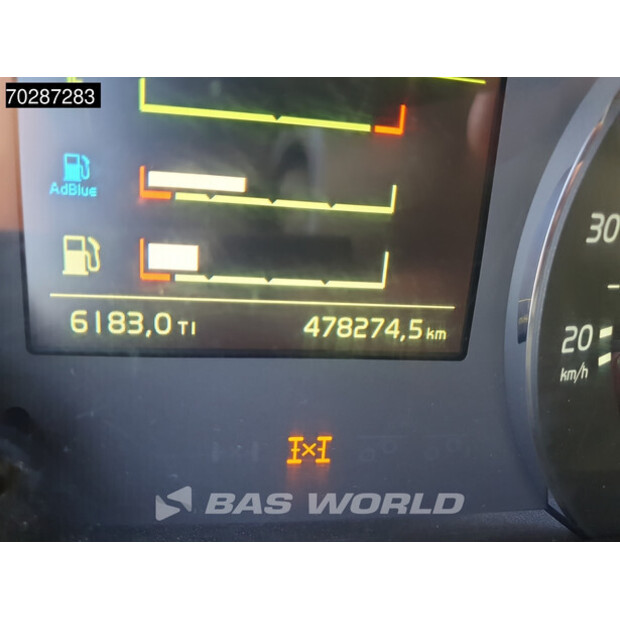 70287283
AdBlue
30
6183,0 TI 478274,5 km
20
km/h
BAS WORLD